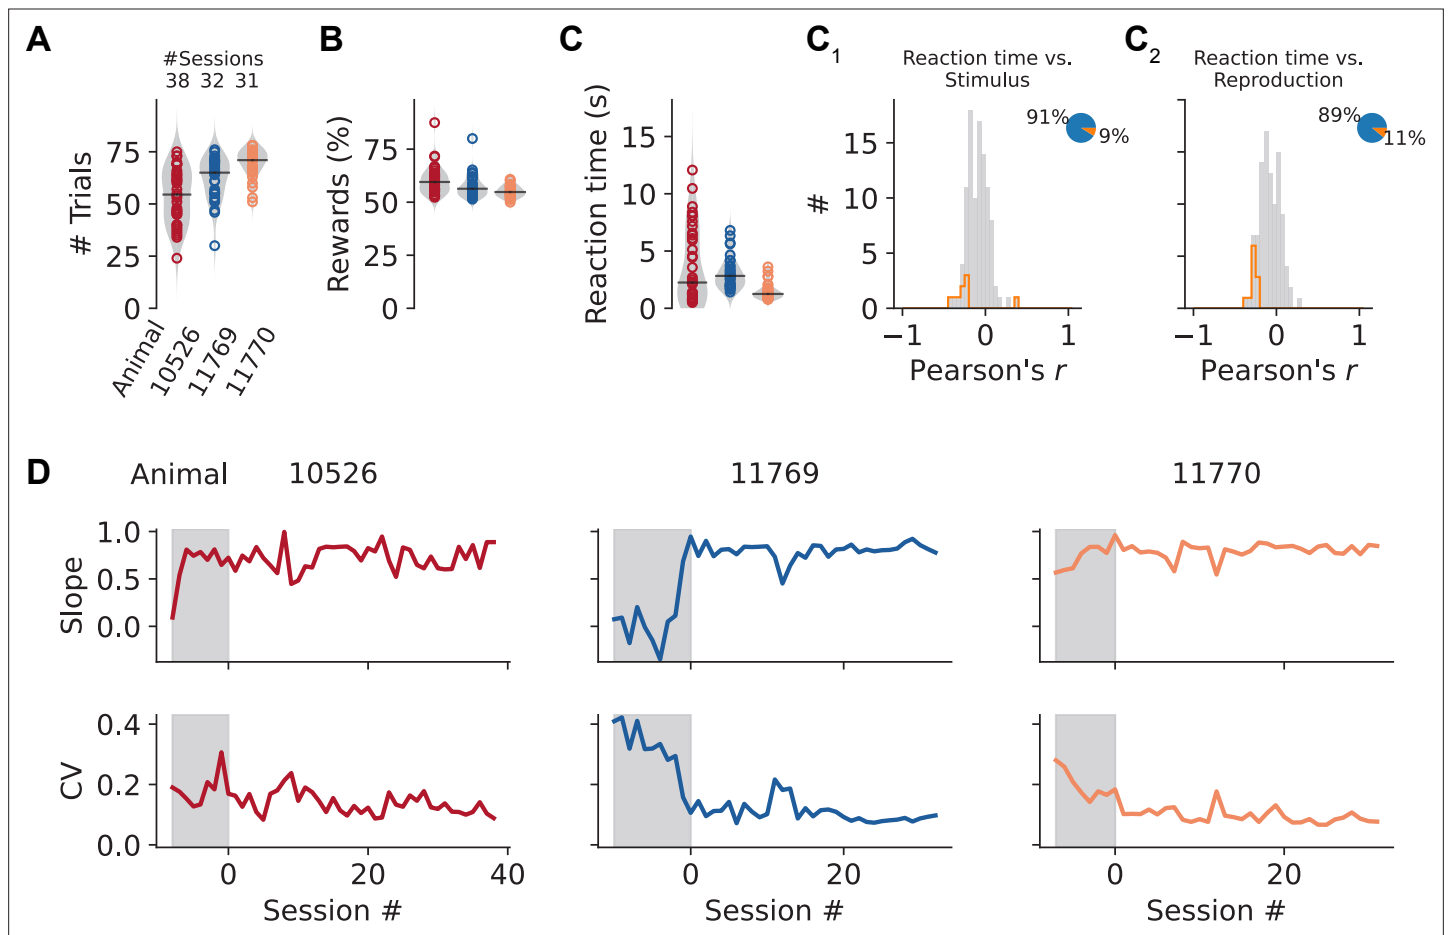 A
B
C
C1
C2
#Sessions
38 32 31
Reaction time vs.
Stimulus
Reaction time vs.
Reproduction
# Trials
75
50
25
0
Animal
10526
11769
11770
Rewards (%)
75
50
25
0
Reaction time (s)
15
10
5
0
#
15
10
5
0
91%
9%
−1 0 1
Pearson's r
89%
11%
−1 0 1
Pearson's r
D
Animal 10526 11769 11770
Slope
1.0
0.5
0.0
CV
0.4
0.2
0.0
0 20 40
Session #
0 20
Session #
0 20
Session #